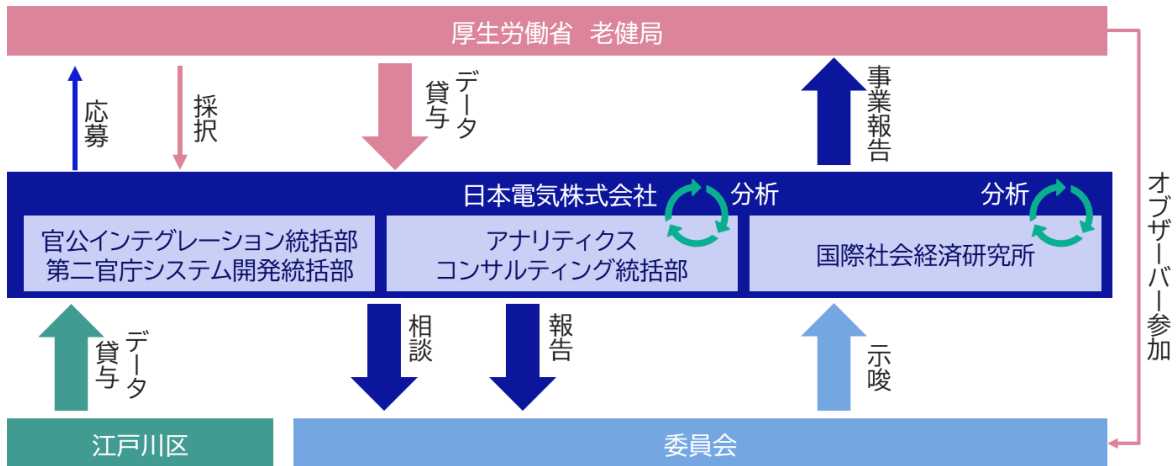 厚生労働省 老健局
応募
採択
データ
貸与
事業報告
オブザーバー参加
日本電気株式会社
分析
分析
官公インテグレーション統括部
第二官庁システム開発統括部
アナリティクス
コンサルティング統括部
国際社会経済研究所
データ
貸与
相談
報告
示唆
江戸川区
委員会